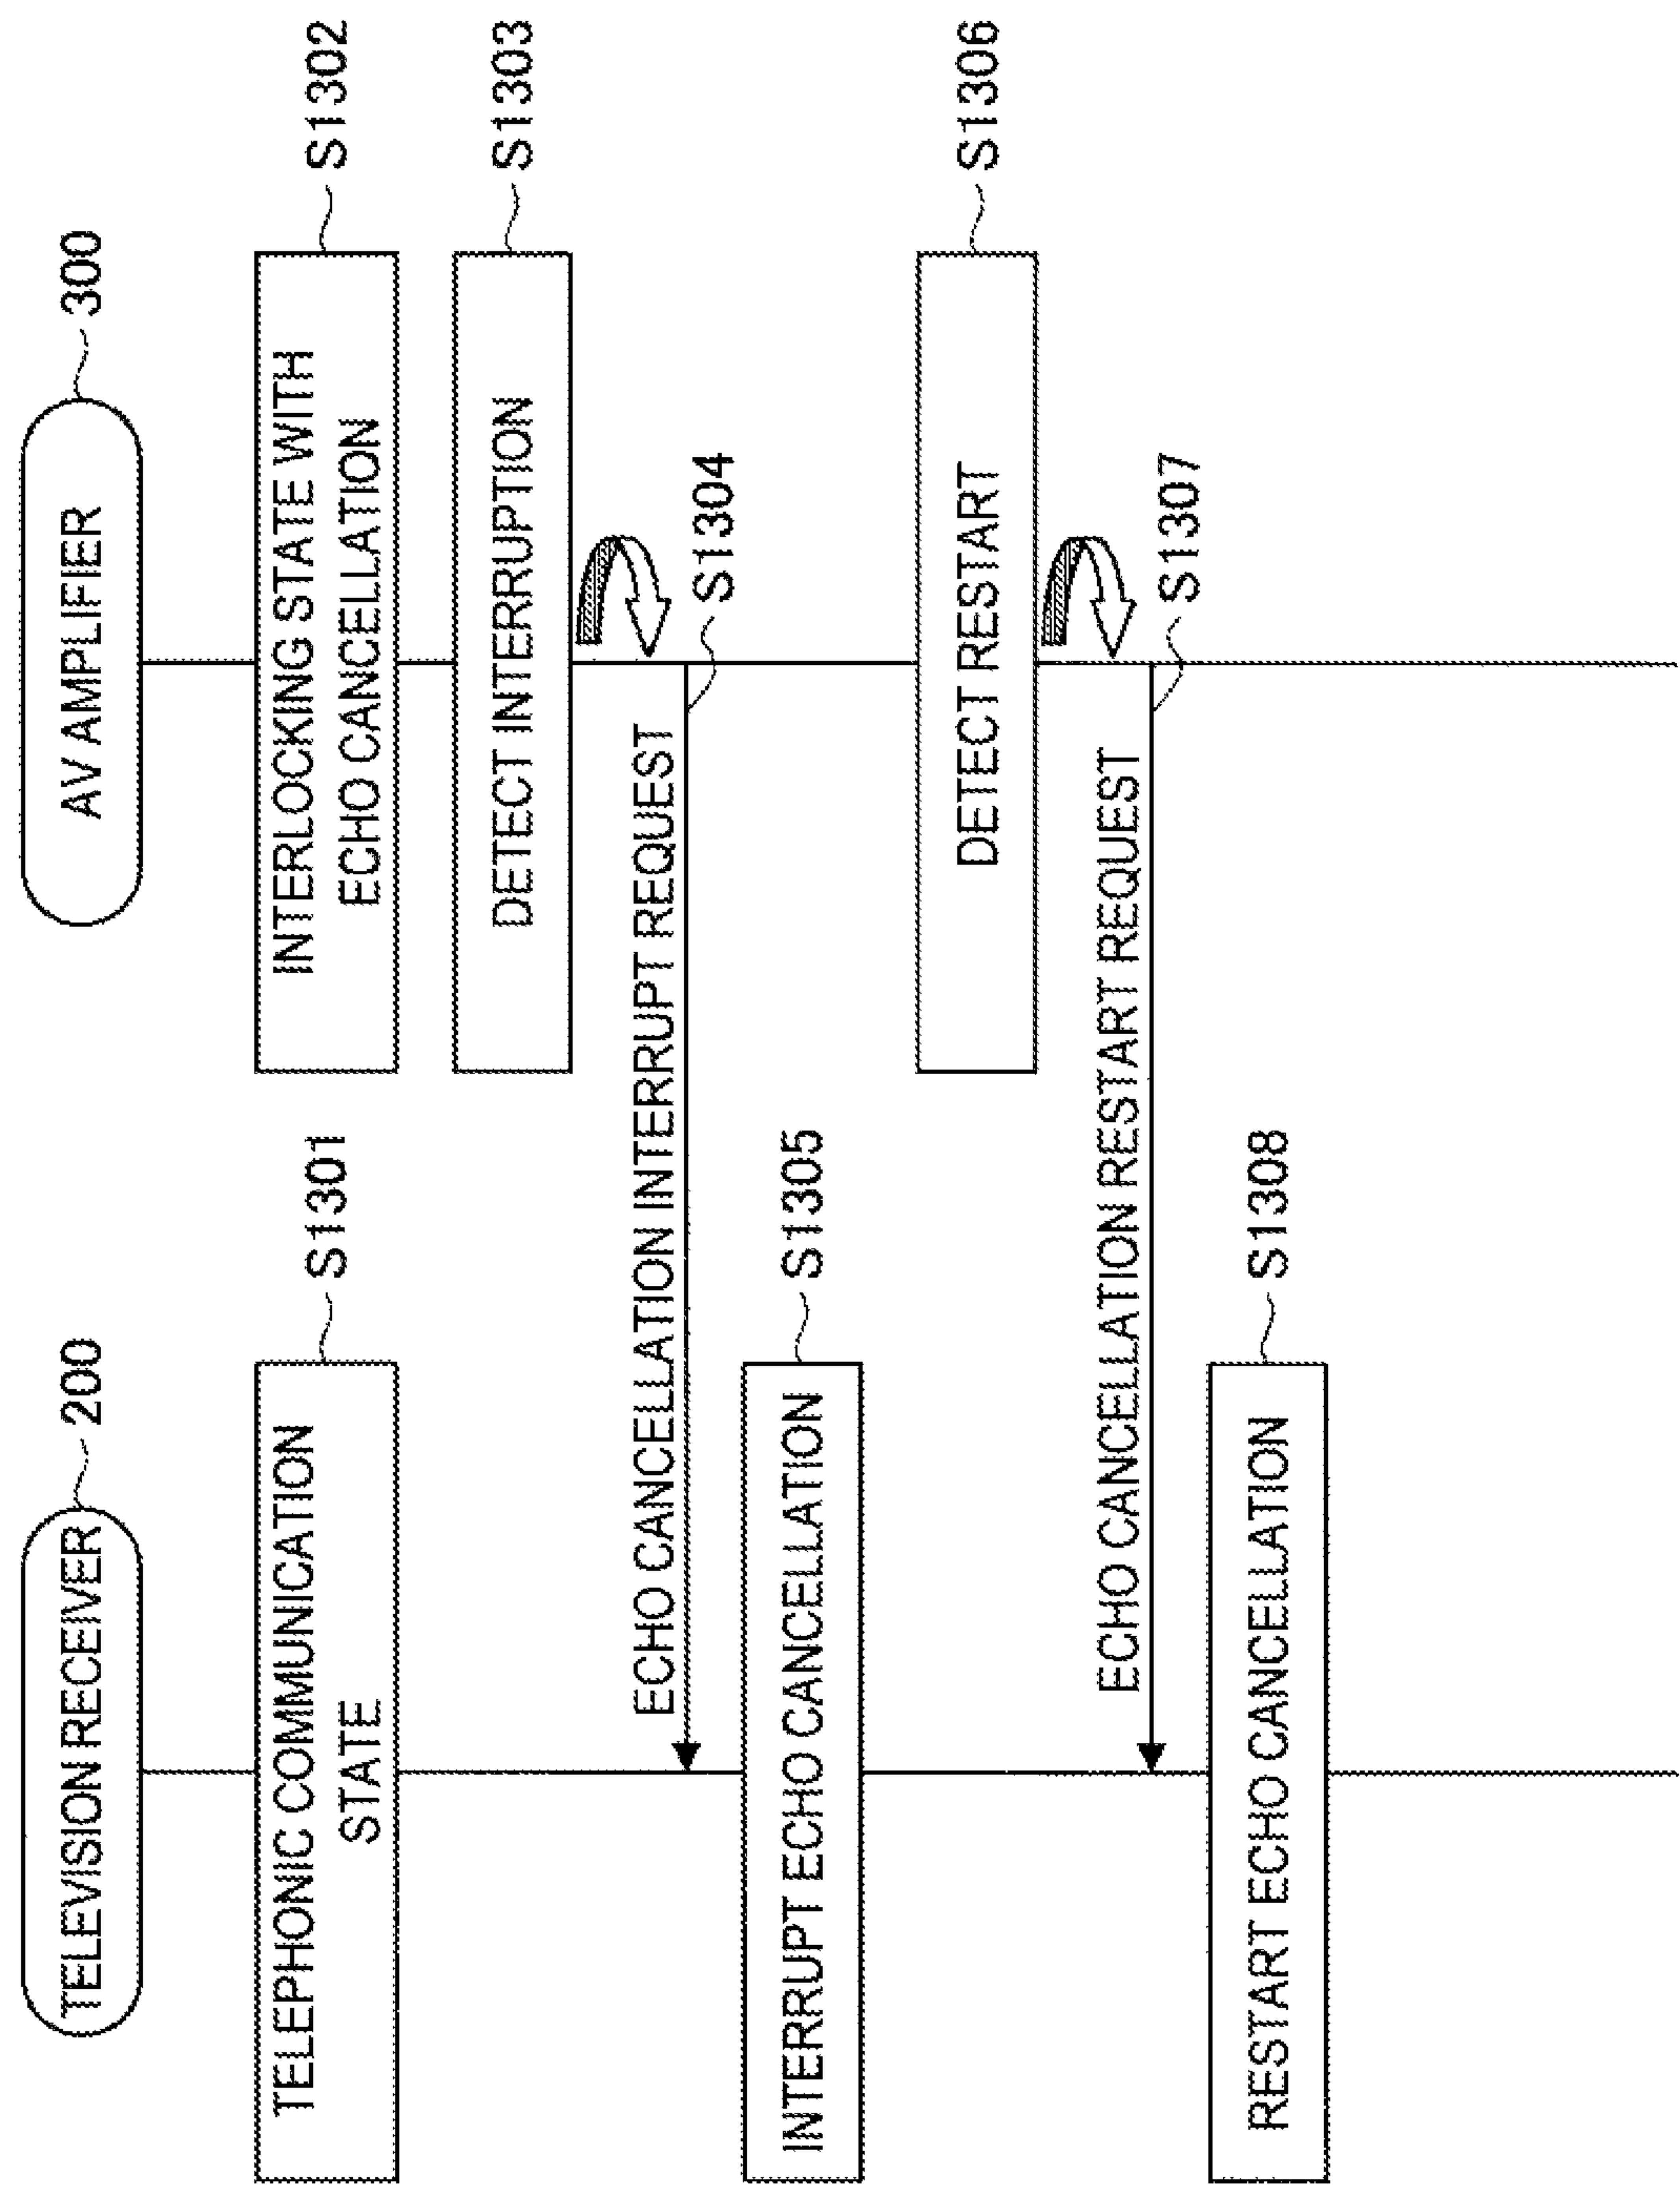 TELEVISION RECEIVER
200
AV AMPLIFIER
300
TELEPHONIC COMMUNICATION
STATE
S1301
INTERLOCKING STATE WITH
ECHO CANCELLATION
S1302
DETECT INTERRUPTION
S1303
ECHO CANCELLATION INTERRUPT REQUEST
S1304
INTERRUPT ECHO CANCELLATION
S1305
DETECT RESTART
S1306
ECHO CANCELLATION RESTART REQUEST
S1307
RESTART ECHO CANCELLATION
S1308